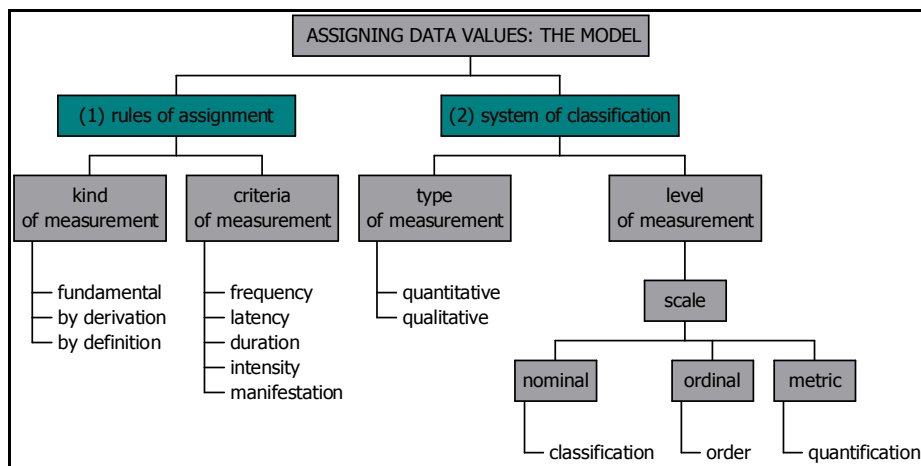 ASSIGNING DATA VALUES: THE MODEL
(1) rules of assignment
(2) system of classification
kind
of measurement
criteria
of measurement
type
of measurement
level
of measurement
fundamental
by derivation
by definition
frequency
latency
duration
intensity
manifestation
quantitative
qualitative
scale
nominal
ordinal
metric
classification
order
quantification